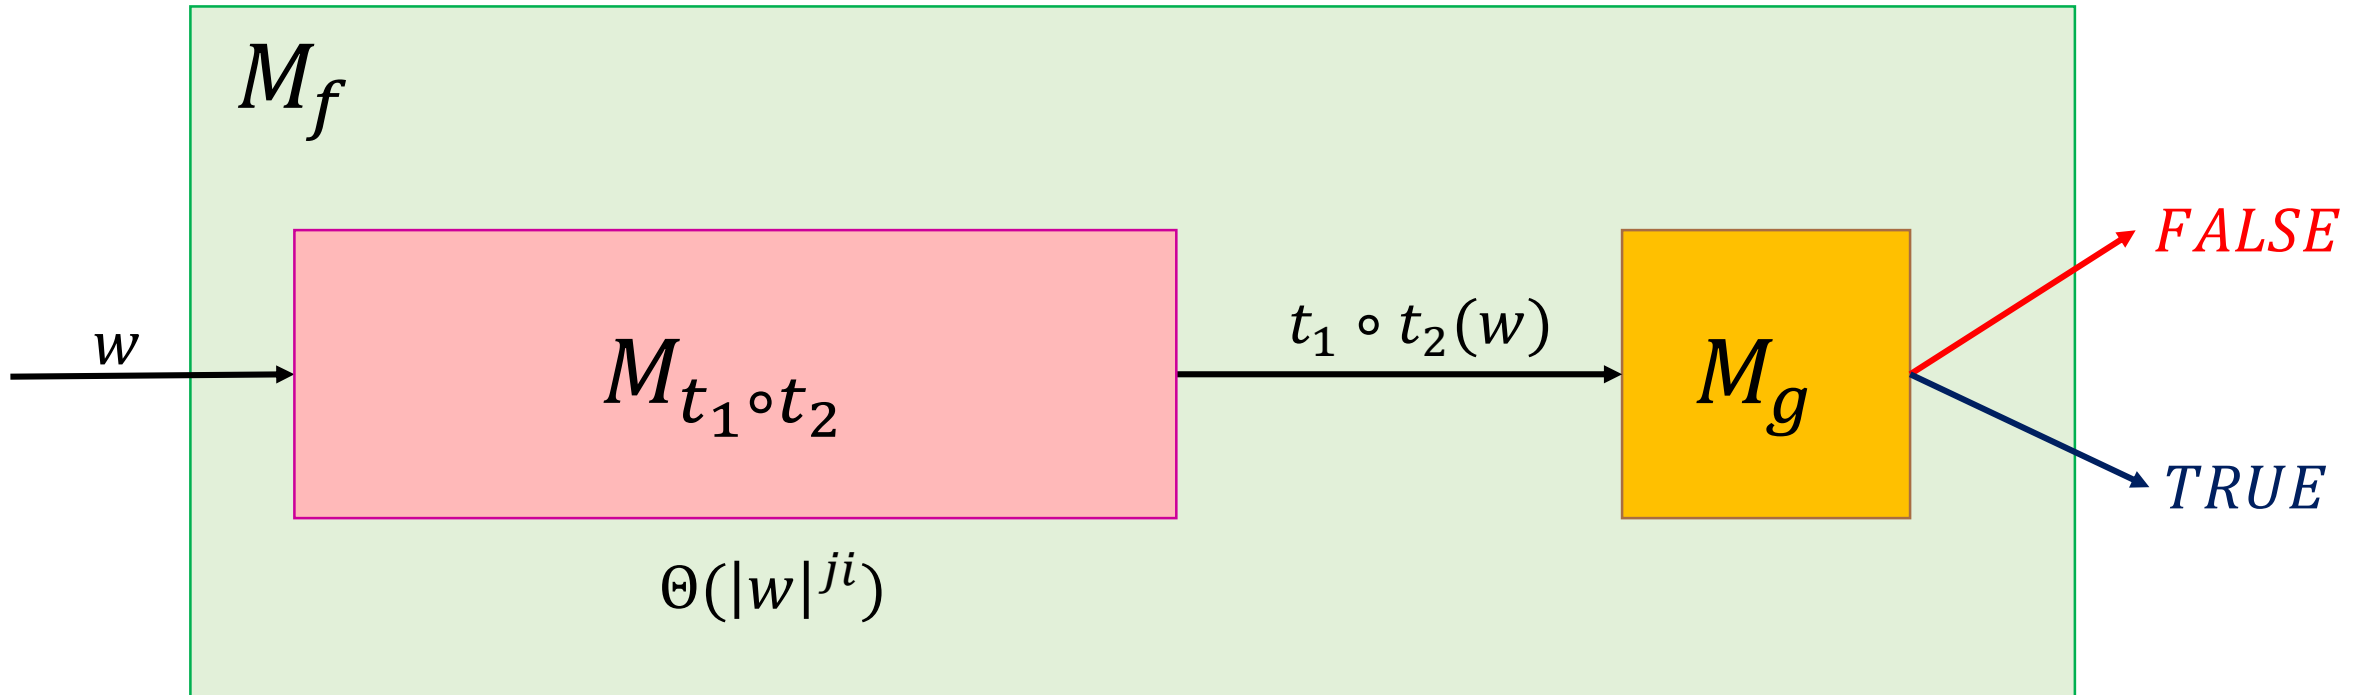 M_f
w
M_{t_1∘t_2}
t_1 ∘ t_2(w)
M_g
FALSE
TRUE
Θ(|w|^{ji})